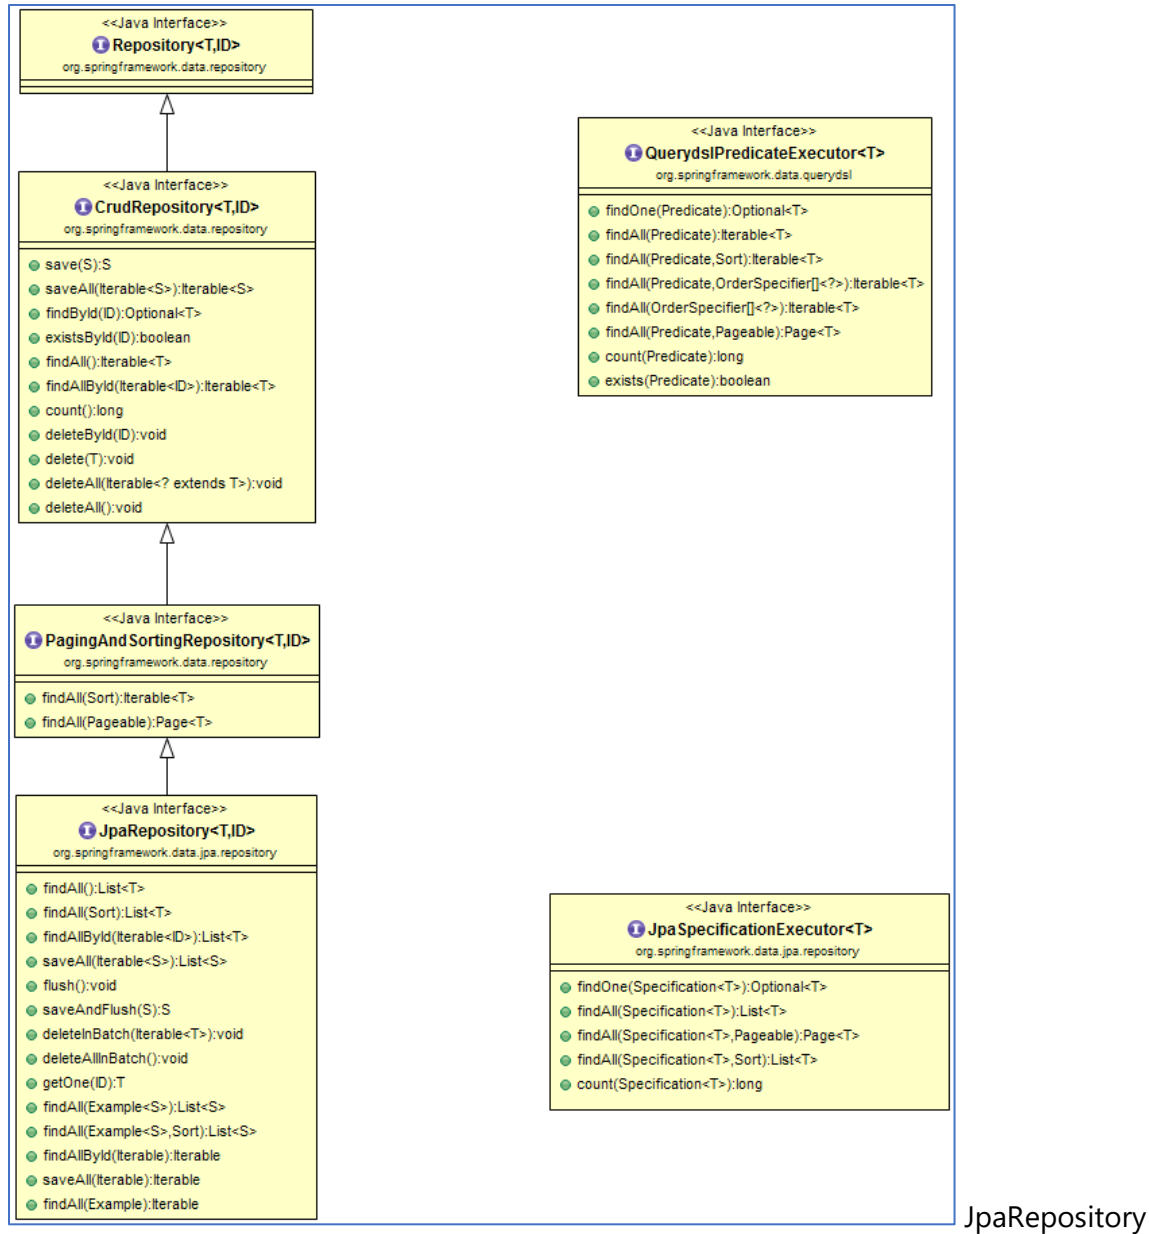 <<Java Interface>>
Repository<T,ID>
org.springframework.data.repository
<<Java Interface>>
CrudRepository<T,ID>
org.springframework.data.repository
save(S):S
saveAll(Iterable<S>):Iterable<S>
findById(ID):Optional<T>
existsById(ID):boolean
findAll():Iterable<T>
findAllById(Iterable<ID>):Iterable<T>
count():long
deleteById(ID):void
delete(T):void
deleteAll(Iterable<? extends T>):void
deleteAll():void
<<Java Interface>>
PagingAndSortingRepository<T,ID>
org.springframework.data.repository
findAll(Sort):Iterable<T>
findAll(Pageable):Page<T>
<<Java Interface>>
JpaRepository<T,ID>
org.springframework.data.jpa.repository
findAll():List<T>
findAll(Sort):List<T>
findAllById(Iterable<ID>):List<T>
saveAll(Iterable<S>):List<S>
flush():void
saveAndFlush(S):S
deleteInBatch(Iterable<T>):void
deleteAllInBatch():void
getOne(ID):T
findAll(Example<S>):List<S>
findAll(Example<S>,Sort):List<S>
findAllById(Iterable):Iterable
saveAll(Iterable):Iterable
findAll(Example):Iterable
<<Java Interface>>
QuerydslPredicateExecutor<T>
org.springframework.data.querydsl
findOne(Predicate):Optional<T>
findAll(Predicate):Iterable<T>
findAll(Predicate,Sort):Iterable<T>
findAll(Predicate,OrderSpecifier[]<?>):Iterable<T>
findAll(OrderSpecifier[]<?>):Iterable<T>
findAll(Predicate,Pageable):Page<T>
count(Predicate):long
exists(Predicate):boolean
<<Java Interface>>
JpaSpecificationExecutor<T>
org.springframework.data.jpa.repository
findOne(Specification<T>):Optional<T>
findAll(Specification<T>):List<T>
findAll(Specification<T>,Pageable):Page<T>
findAll(Specification<T>,Sort):List<T>
count(Specification<T>):long
JpaRepository